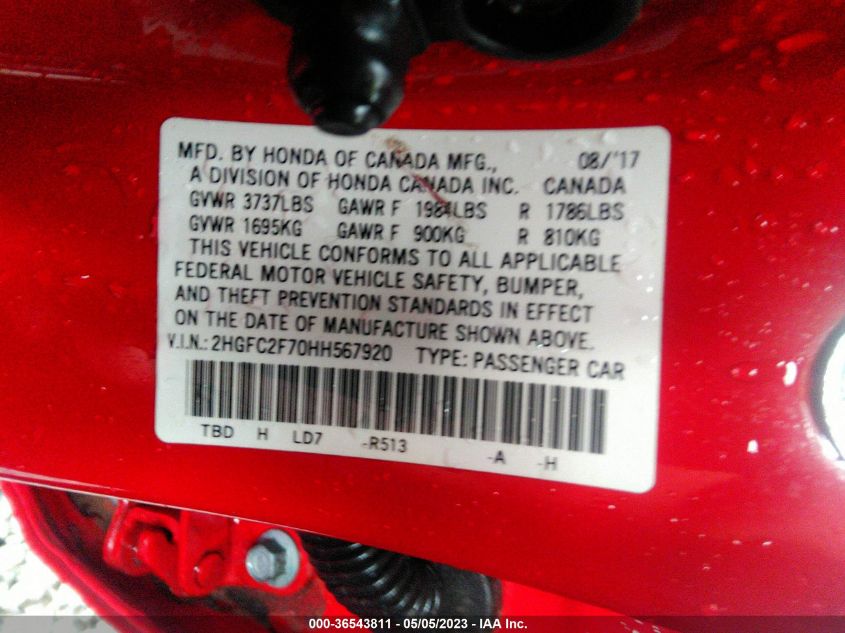 MFD. BY HONDA OF CANADA MFG., 08/'17
A DIVISION OF HONDA CANADA INC. CANADA
GVWR 3737LBS GAWR F 1984LBS R 1786LBS
GVWR 1695KG GAWR F 900KG R 810KG
THIS VEHICLE CONFORMS TO ALL APPLICABLE
FEDERAL MOTOR VEHICLE SAFETY, BUMPER,
AND THEFT PREVENTION STANDARDS IN EFFECT
ON THE DATE OF MANUFACTURE SHOWN ABOVE.
V.I.N.: 2HGFC2F70HH567920 TYPE: PASSENGER CAR
TBD H LD7 -R513 -A -H
000-36543811 - 05/05/2023 - IAA Inc.